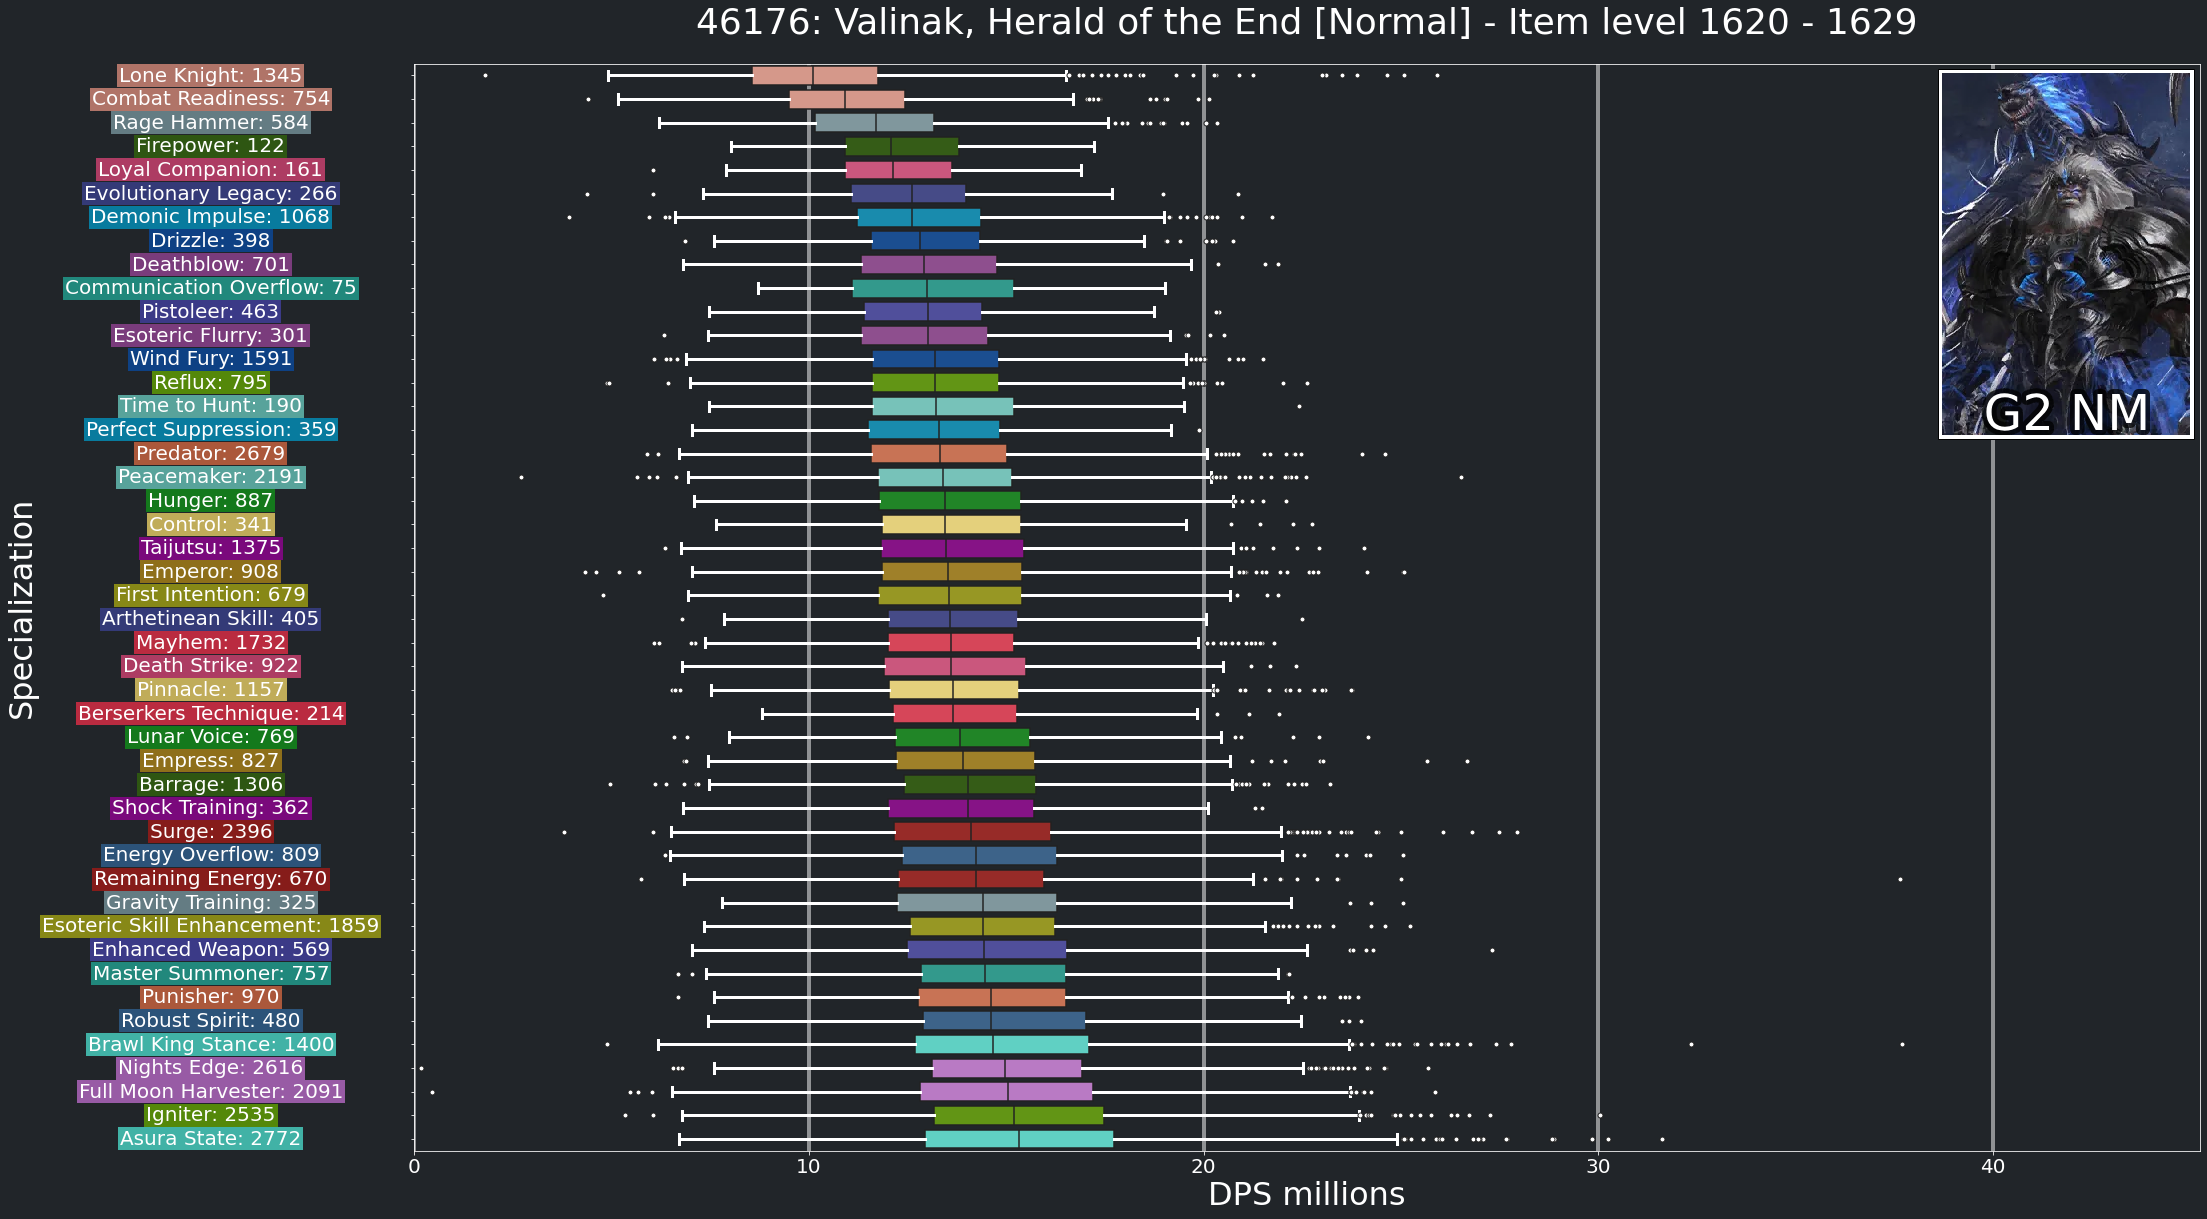 46176: Valinak, Herald of the End [Normal] - Item level 1620 - 1629
Lone Knight: 1345
Combat Readiness: 754
Rage Hammer: 584
Firepower: 122
Loyal Companion: 161
Evolutionary Legacy: 266
Demonic Impulse: 1068
Drizzle: 398
Deathblow: 701
Communication Overflow: 75
Pistoleer: 463
Esoteric Flurry: 301
Wind Fury: 1591
Reflux: 795
Time to Hunt: 190
Perfect Suppression: 359
Predator: 2679
Peacemaker: 2191
Hunger: 887
Control: 341
Taijutsu: 1375
Emperor: 908
First Intention: 679
Arthetinean Skill: 405
Mayhem: 1732
Death Strike: 922
Pinnacle: 1157
Berserkers Technique: 214
Lunar Voice: 769
Empress: 827
Barrage: 1306
Shock Training: 362
Surge: 2396
Energy Overflow: 809
Remaining Energy: 670
Gravity Training: 325
Esoteric Skill Enhancement: 1859
Enhanced Weapon: 569
Master Summoner: 757
Punisher: 970
Robust Spirit: 480
Brawl King Stance: 1400
Nights Edge: 2616
Full Moon Harvester: 2091
Igniter: 2535
Asura State: 2772
Specialization
G2 NM
0 10 20 30 40
DPS millions